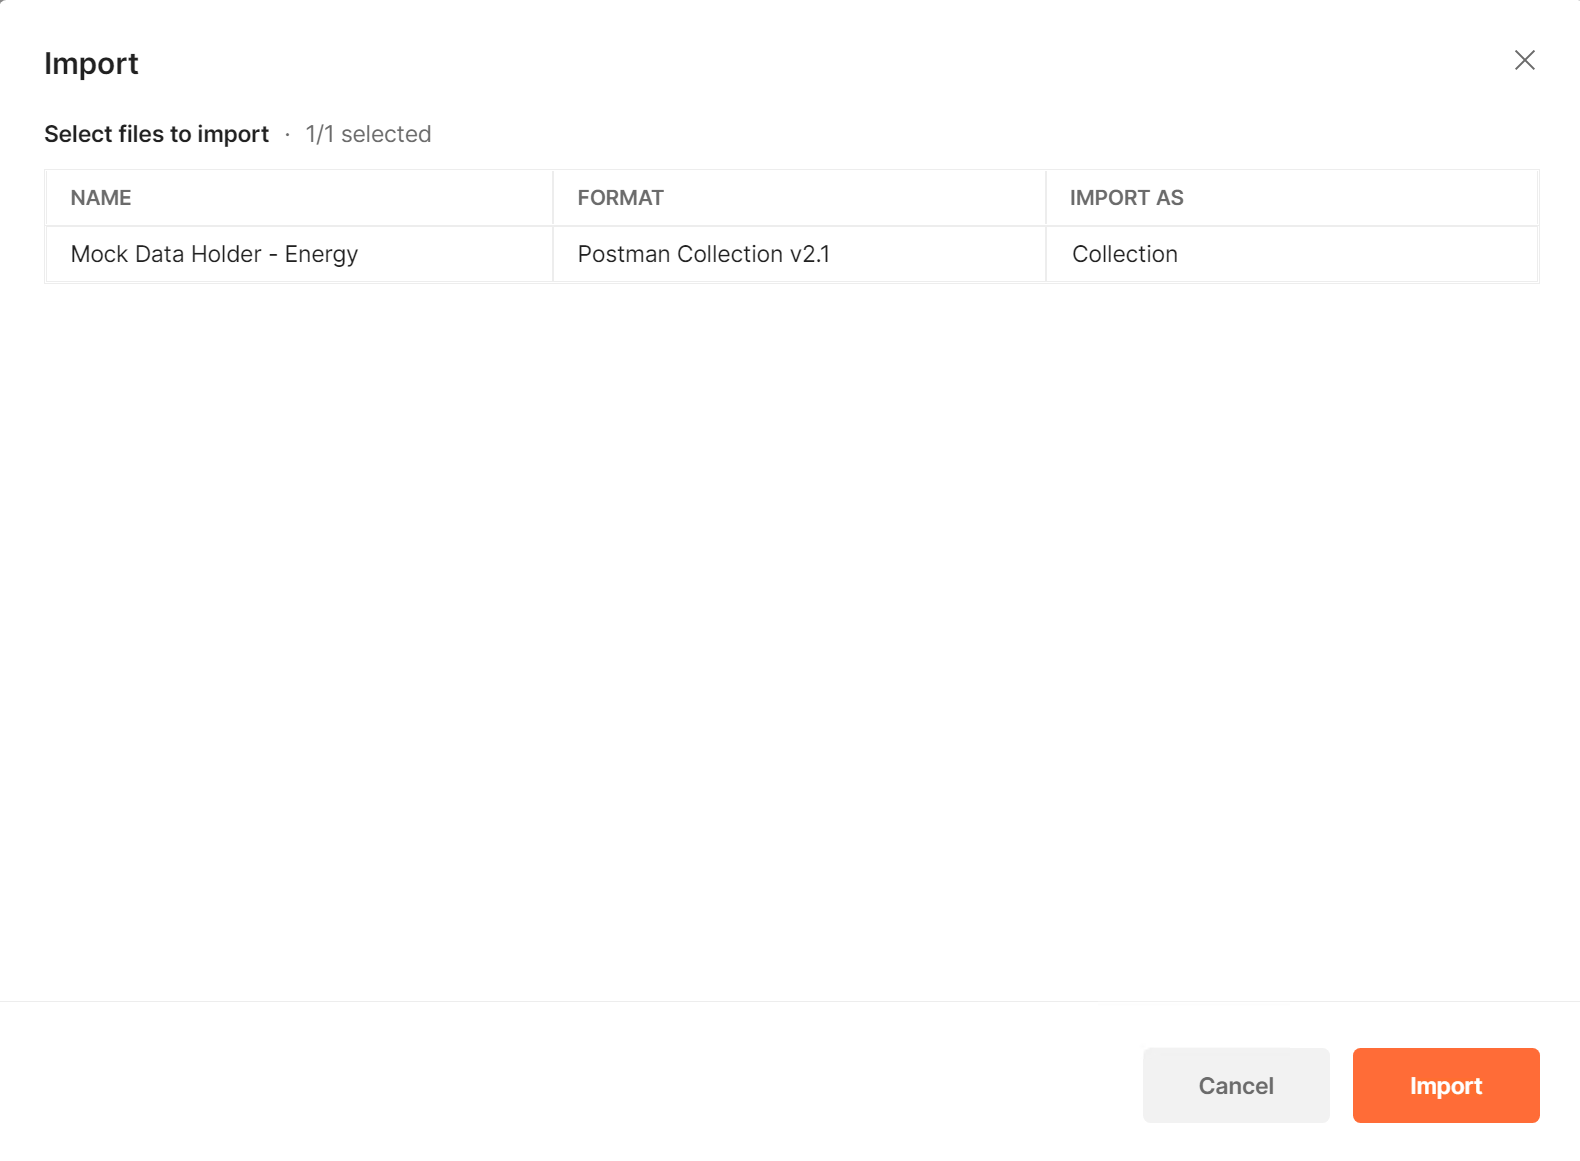 Import
Select files to import · 1/1 selected
NAME FORMAT IMPORT AS
Mock Data Holder - Energy Postman Collection v2.1 Collection
Cancel Import